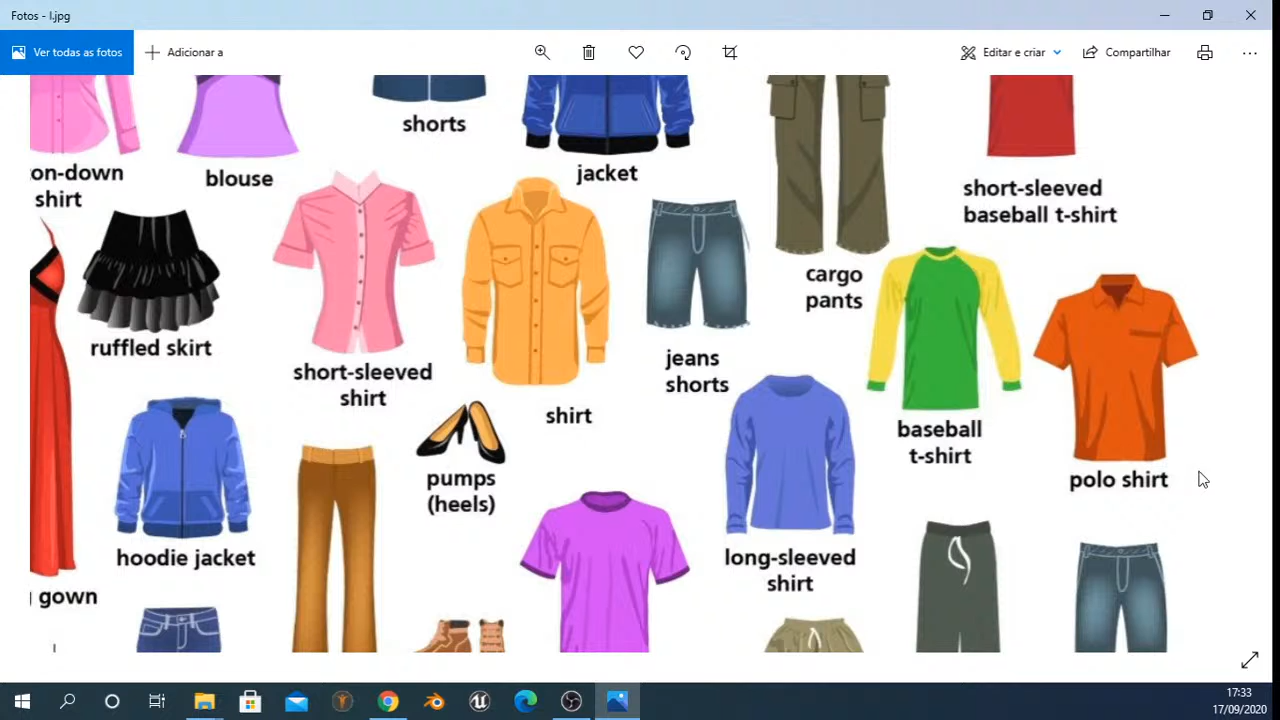 Fotos - l.jpg
Ver todas as fotos
Adicionar a
Editar e criar
Compartilhar
shorts
on-down
shirt
blouse
jacket
short-sleeved
baseball t-shirt
cargo
pants
ruffled skirt
short-sleeved
shirt
shirt
jeans
shorts
baseball
t-shirt
polo shirt
pumps
(heels)
hoodie jacket
long-sleeved
shirt
gown
17:33
17/09/2020